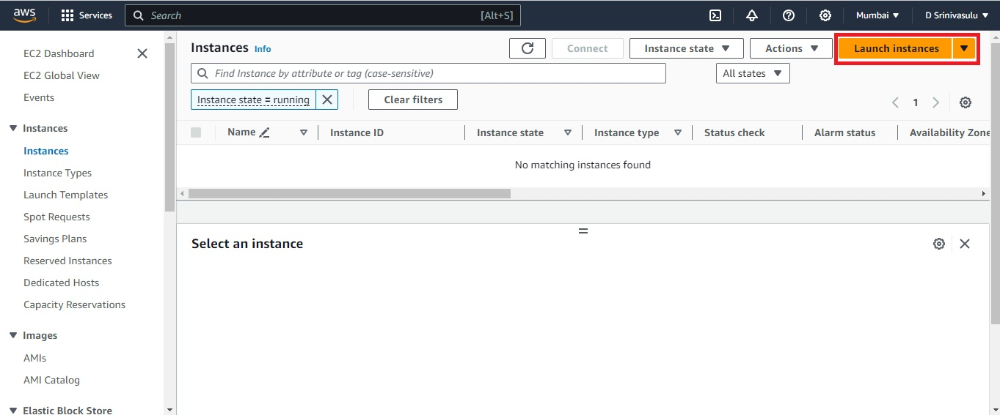 aws Services Search [Alt+S] Mumbai D Srinivasulu
EC2 Dashboard
EC2 Global View
Events
Instances
Instances
Instance Types
Launch Templates
Spot Requests
Savings Plans
Reserved Instances
Dedicated Hosts
Capacity Reservations
Images
AMIs
AMI Catalog
Elastic Block Store
Instances Info Connect Instance state Actions Launch instances
Find Instance by attribute or tag (case-sensitive) All states
Instance state = running Clear filters
1
Name Instance ID Instance state Instance type Status check Alarm status Availability Zone
No matching instances found
Select an instance